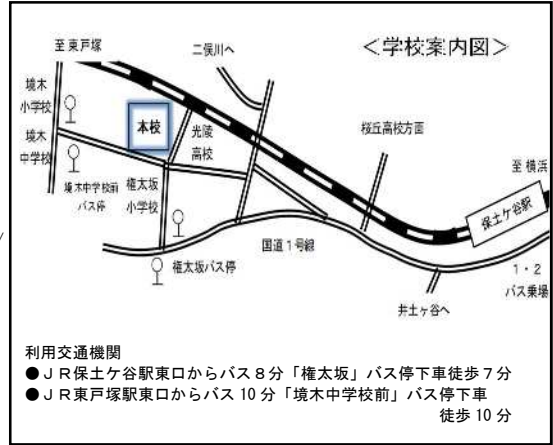 ＜学校案内図＞
至 東戸塚
二俣川へ
境木
小学校
本校
光陵
高校
桜丘高校方面
境木
中学校
至 横浜
境木中学校前
バス停
権太坂
小学校
保土ケ谷駅
国道１号線
権太坂バス停
１・２
バス乗場
井土ヶ谷へ
利用交通機関
●ＪＲ保土ケ谷駅東口からバス８分「権太坂」バス停下車徒歩７分
●ＪＲ東戸塚駅東口からバス 10 分「境木中学校前」バス停下車
徒歩 10 分